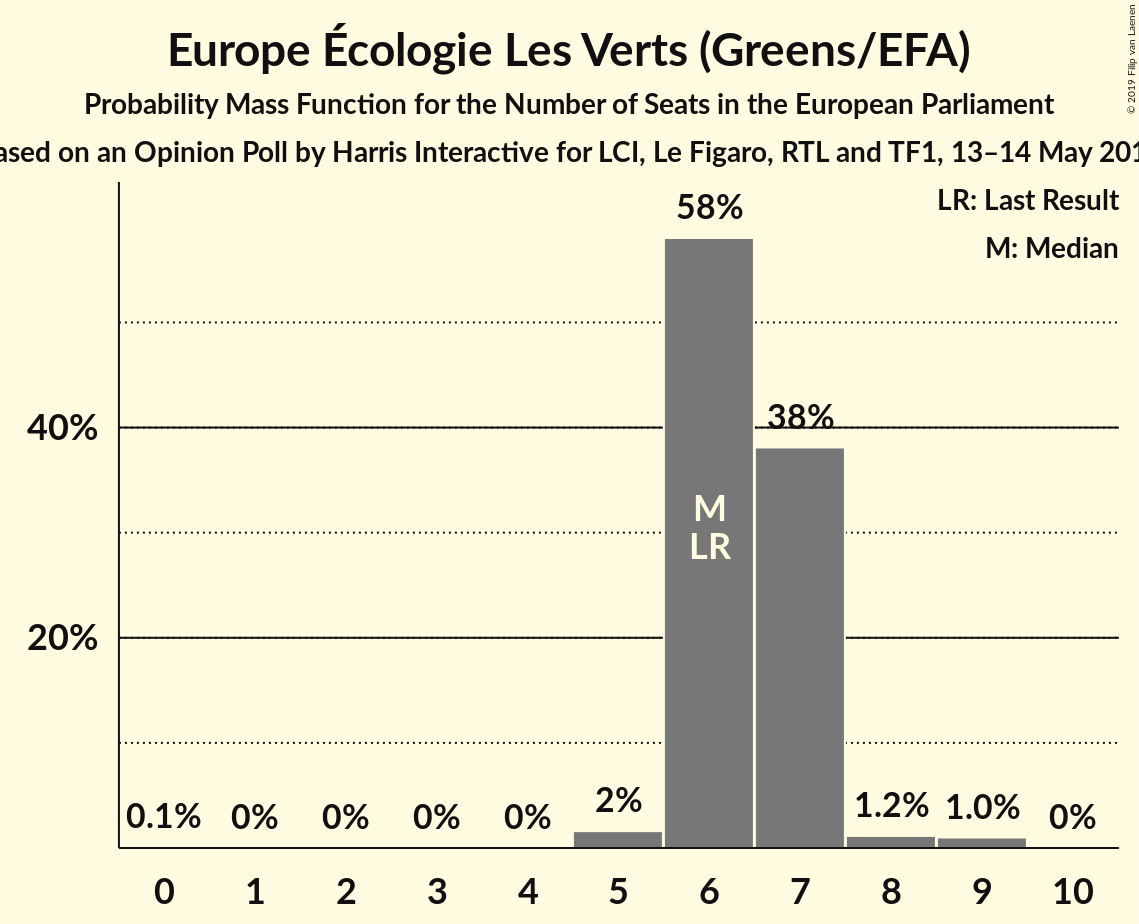 Europe Écologie Les Verts (Greens/EFA)
Probability Mass Function for the Number of Seats in the European Parliament
on an Opinion Poll by Harris Interactive for LCI, Le Figaro, RTL and TF1, 13–14 May
© 2019 Filip van Laenen
LR: Last Result
M: Median
58%
38%
40%
20%
M
LR
0.1%
0%
0%
0%
0%
2%
1.2%
1.0%
0%
0 1 2 3 4 5 6 7 8 9 10